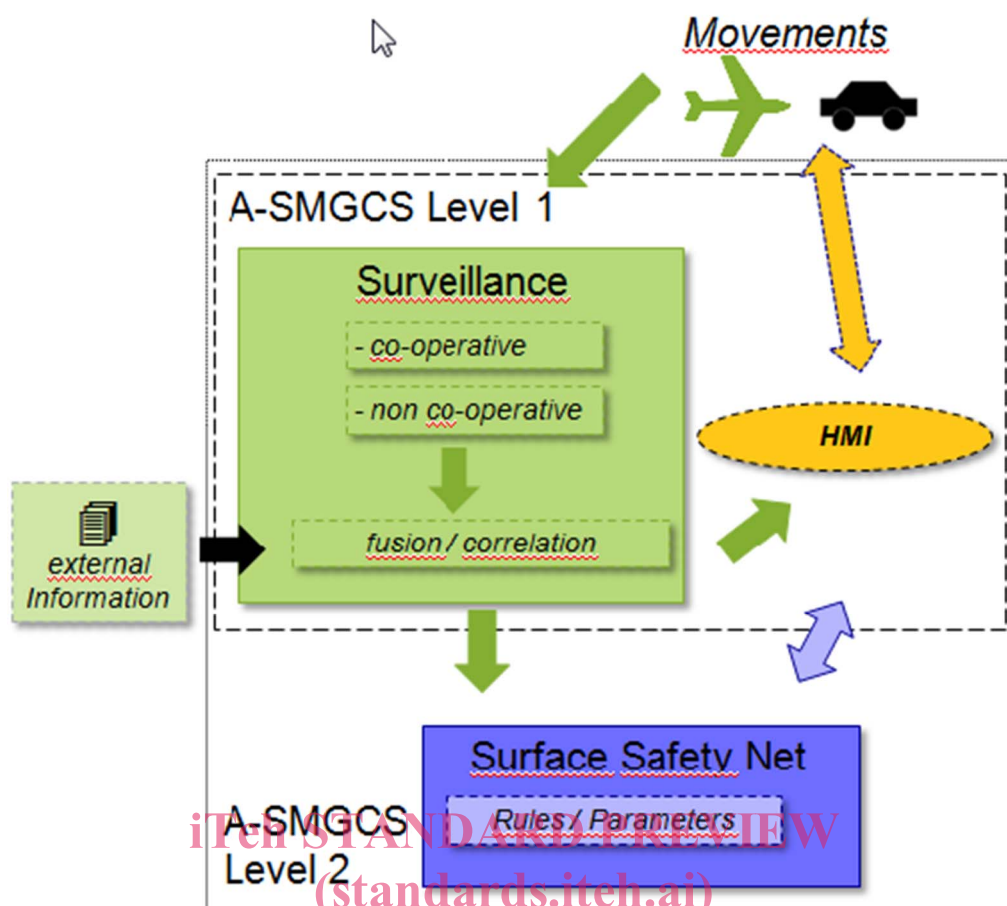 Movements
A-SMGCS Level 1
Surveillance
- co-operative
- non co-operative
HMI
fusion / correlation
external
Information
Surface Safety Net
Rules / Parameters
A-SMGCS
Level 2
iTeh STANDARD PREVIEW
(standards.iteh.ai)